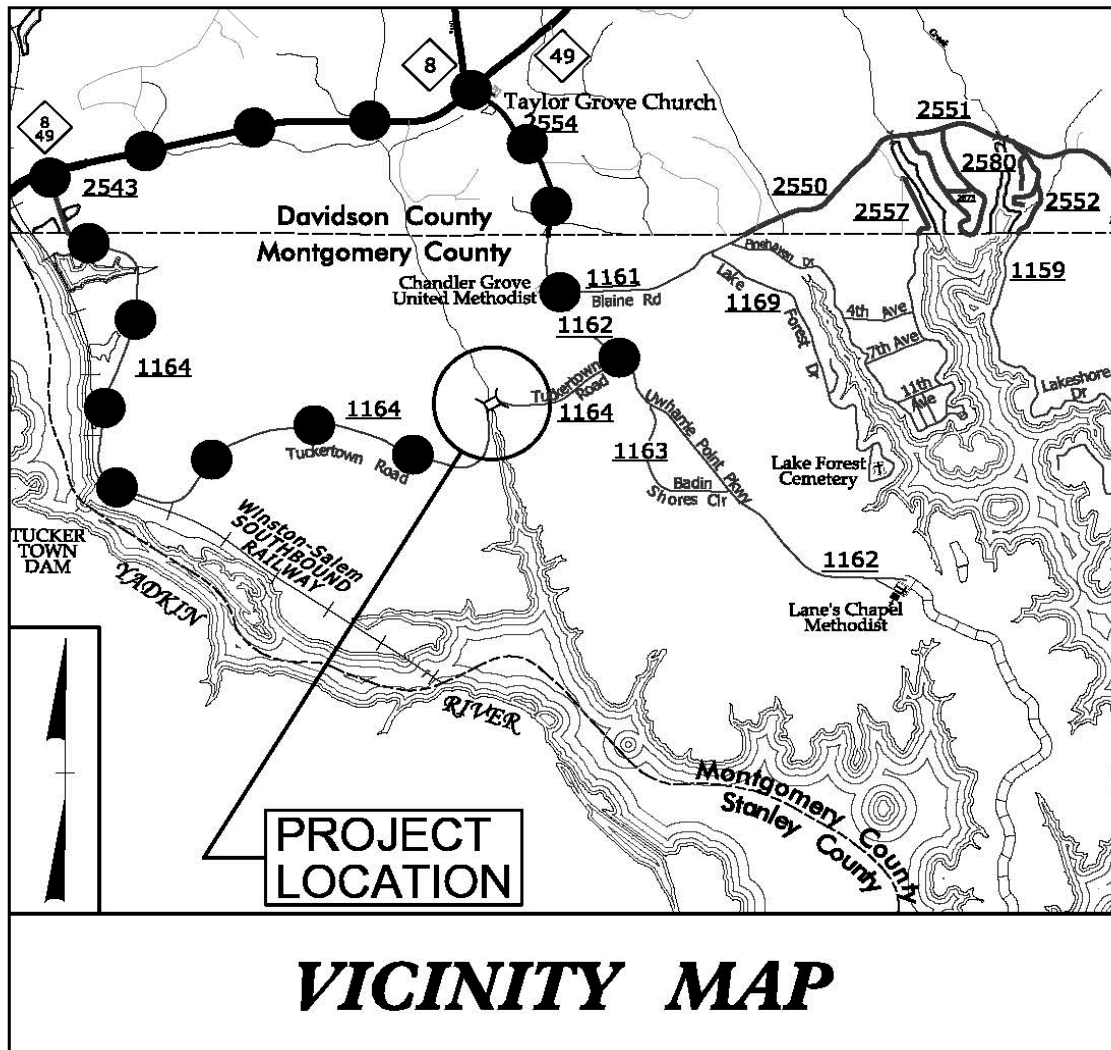 8
49
Taylor Grove Church
2554
8
49
2543
2551
2580
2550
2557
2552
Davidson County
Montgomery County
Chandler Grove
United Methodist
1161
Blaine Rd
1159
Lake
Forest Dr
1169
4th Ave
7th Ave
11th
Ave
Lakeshore
Dr
1162
1164
Tuckertown
Road
1164
1164
Tuckertown Road
Uwharrie Point Pkwy
1163
Badin
Shores Cir
Lake Forest
Cemetery
TUCKER
TOWN
DAM
Winston-Salem
SOUTHBOUND
RAILWAY
YADKIN
RIVER
1162
Lane's Chapel
Methodist
Montgomery County
Stanley County
PROJECT
LOCATION
VICINITY MAP